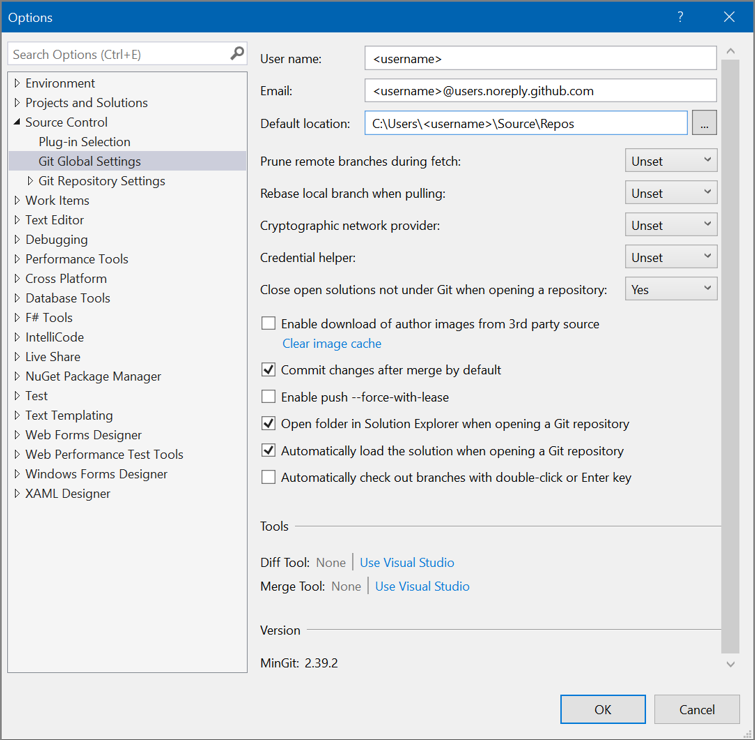 Options
?
Search Options (Ctrl+E)
Environment
Projects and Solutions
Source Control
Plug-in Selection
Git Global Settings
Git Repository Settings
Work Items
Text Editor
Debugging
Performance Tools
Cross Platform
Database Tools
F# Tools
IntelliCode
Live Share
NuGet Package Manager
Test
Text Templating
Web Forms Designer
Web Performance Test Tools
Windows Forms Designer
XAML Designer
User name: <username>
Email: <username>@users.noreply.github.com
Default location: C:\Users\<username>\Source\Repos ...
Prune remote branches during fetch: Unset
Rebase local branch when pulling: Unset
Cryptographic network provider: Unset
Credential helper: Unset
Close open solutions not under Git when opening a repository: Yes
Enable download of author images from 3rd party source
Clear image cache
Commit changes after merge by default
Enable push --force-with-lease
Open folder in Solution Explorer when opening a Git repository
Automatically load the solution when opening a Git repository
Automatically check out branches with double-click or Enter key
Tools
Diff Tool: None | Use Visual Studio
Merge Tool: None | Use Visual Studio
Version
MinGit: 2.39.2
OK Cancel